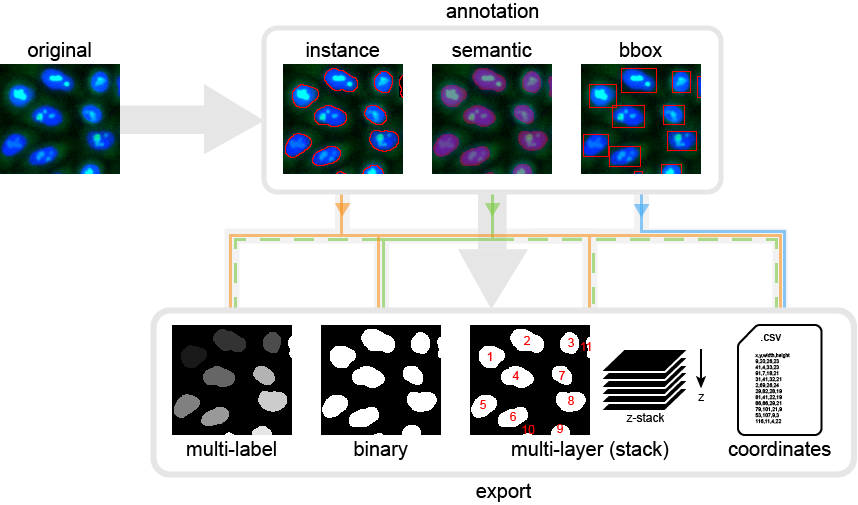 annotation
original
instance
semantic
bbox
1
2
3
11
4
7
5
6
8
10
9
z-stack
z
.CSV
x,y,width,height
9,20,26,23
41,4,33,23
91,7,18,21
31,41,32,21
2,69,26,24
29,82,28,19
81,41,22,19
86,66,29,21
79,101,21,9
53,107,9,3
116,11,4,22
multi-label
binary
multi-layer (stack)
coordinates
export